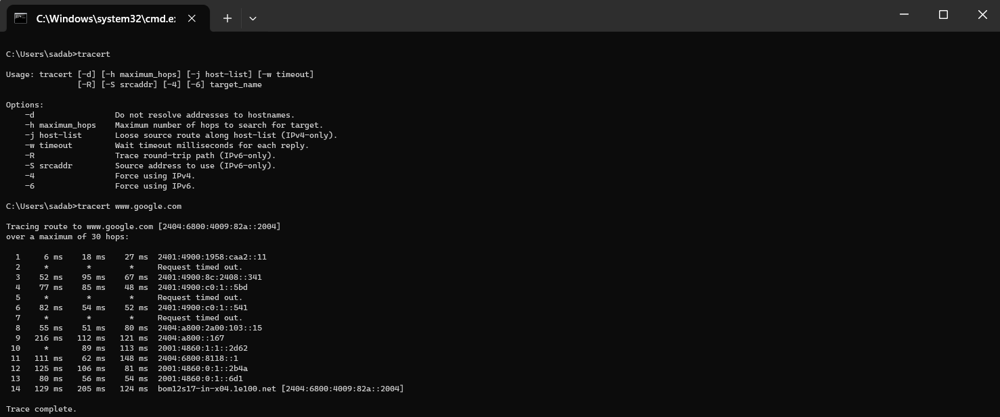 C:\Windows\system32\cmd.e
C:\Users\sadab>tracert
Usage: tracert [-d] [-h maximum_hops] [-j host-list] [-w timeout]
               [-R] [-S srcaddr] [-4] [-6] target_name
Options:
    -d                 Do not resolve addresses to hostnames.
    -h maximum_hops    Maximum number of hops to search for target.
    -j host-list       Loose source route along host-list (IPv4-only).
    -w timeout         Wait timeout milliseconds for each reply.
    -R                 Trace round-trip path (IPv6-only).
    -S srcaddr         Source address to use (IPv6-only).
    -4                 Force using IPv4.
    -6                 Force using IPv6.
C:\Users\sadab>tracert www.google.com
Tracing route to www.google.com [2404:6800:4009:82a::2004]
over a maximum of 30 hops:
  1     6 ms    18 ms    27 ms  2401:4900:1958:caa2::11
  2     *        *        *     Request timed out.
  3    52 ms    95 ms    67 ms  2401:4900:8c:2408::341
  4    77 ms    85 ms    48 ms  2401:4900:c0:1::5bd
  5     *        *        *     Request timed out.
  6    82 ms    54 ms    52 ms  2401:4900:c0:1::541
  7     *        *        *     Request timed out.
  8    55 ms    51 ms    80 ms  2404:a800:2a00:103::15
  9   216 ms   112 ms   121 ms  2404:a800::167
 10     *       89 ms   113 ms  2001:4860:1:1::2d62
 11   111 ms    62 ms   148 ms  2404:6800:8118::1
 12   125 ms   106 ms    81 ms  2001:4860:0:1::2b4a
 13    80 ms    56 ms    54 ms  2001:4860:0:1::6d1
 14   129 ms   205 ms   124 ms  bom12s17-in-x04.1e100.net [2404:6800:4009:82a::2004]
Trace complete.